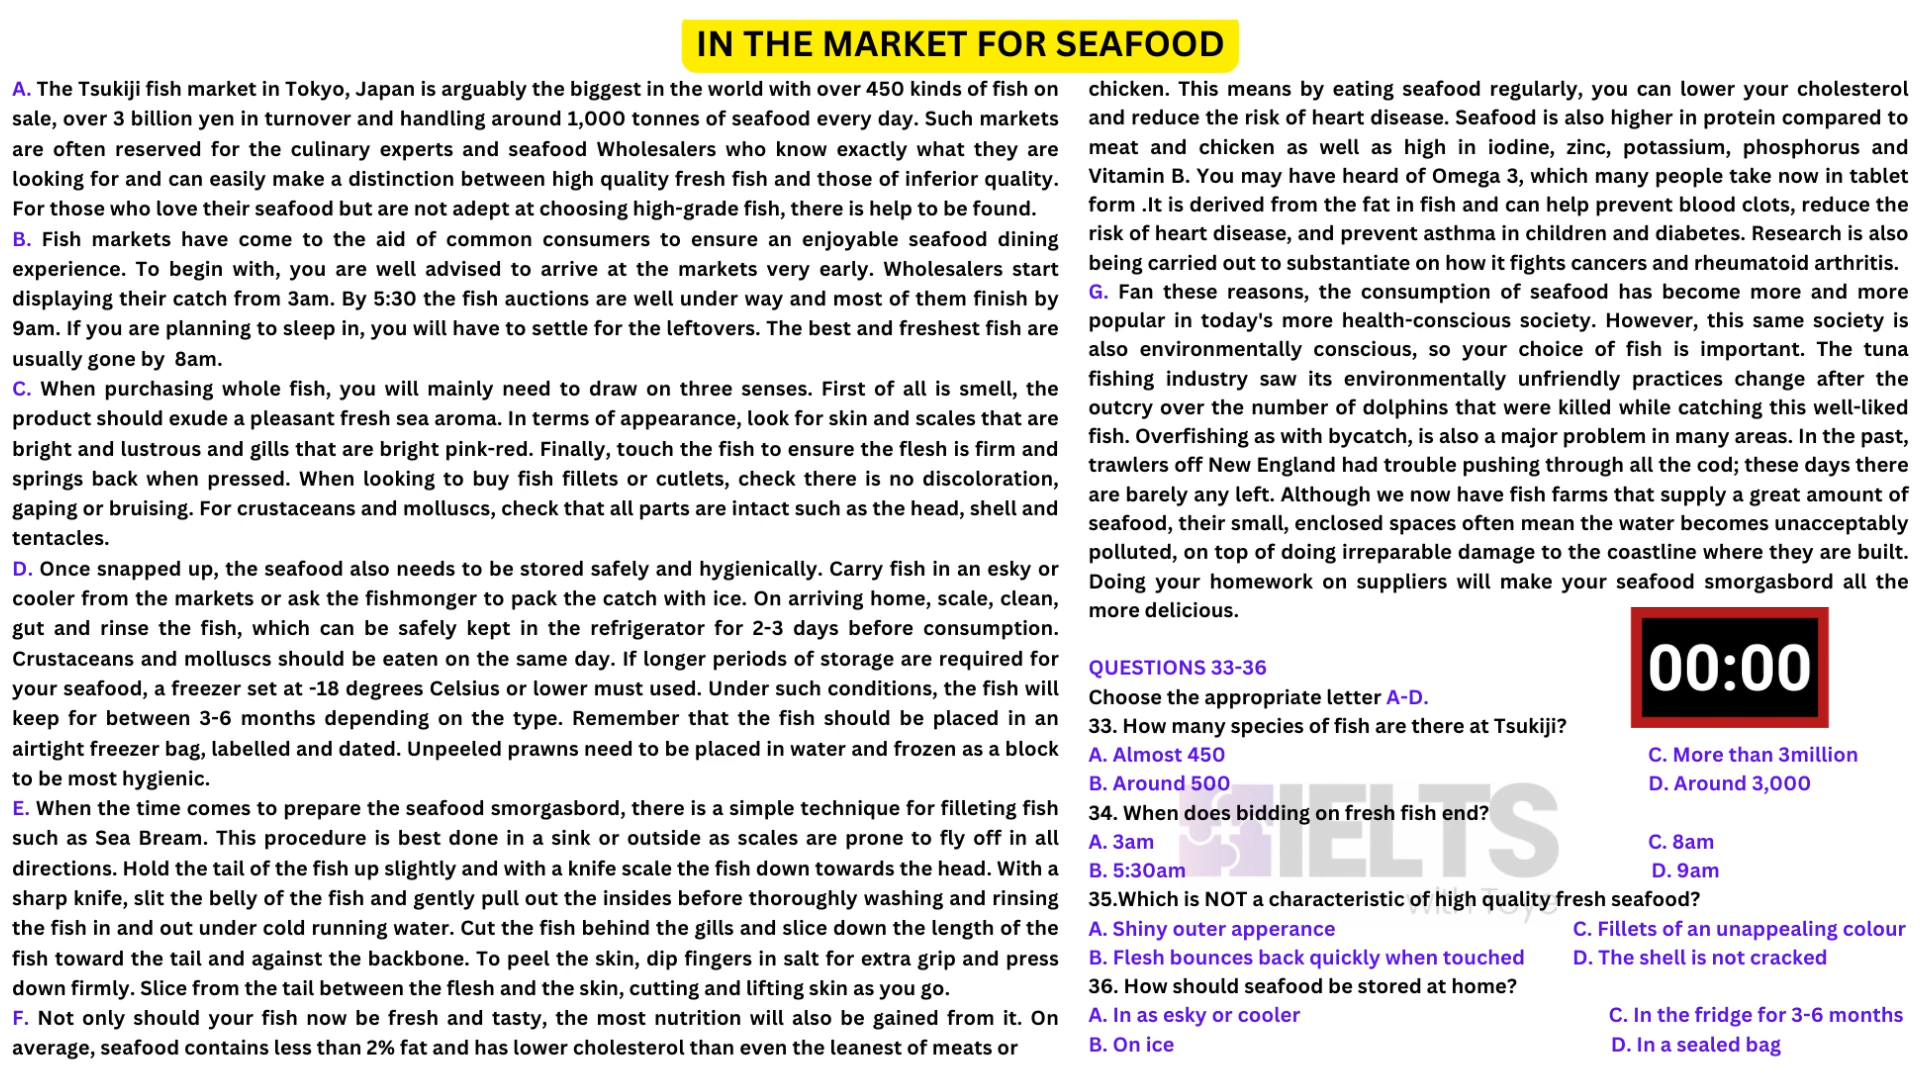 IN THE MARKET FOR SEAFOOD
A. The Tsukiji fish market in Tokyo, Japan is arguably the biggest in the world with over 450 kinds of fish on
sale, over 3 billion yen in turnover and handling around 1,000 tonnes of seafood every day. Such markets
are often reserved for the culinary experts and seafood Wholesalers who know exactly what they are
looking for and can easily make a distinction between high quality fresh fish and those of inferior quality.
For those who love their seafood but are not adept at choosing high-grade fish, there is help to be found.
B. Fish markets have come to the aid of common consumers to ensure an enjoyable seafood dining
experience. To begin with, you are well advised to arrive at the markets very early. Wholesalers start
displaying their catch from 3am. By 5:30 the fish auctions are well under way and most of them finish by
9am. If you are planning to sleep in, you will have to settle for the leftovers. The best and freshest fish are
usually gone by 8am.
C. When purchasing whole fish, you will mainly need to draw on three senses. First of all is smell, the
product should exude a pleasant fresh sea aroma. In terms of appearance, look for skin and scales that are
bright and lustrous and gills that are bright pink-red. Finally, touch the fish to ensure the flesh is firm and
springs back when pressed. When looking to buy fish fillets or cutlets, check there is no discoloration,
gaping or bruising. For crustaceans and molluscs, check that all parts are intact such as the head, shell and
tentacles.
D. Once snapped up, the seafood also needs to be stored safely and hygienically. Carry fish in an esky or
cooler from the markets or ask the fishmonger to pack the catch with ice. On arriving home, scale, clean,
gut and rinse the fish, which can be safely kept in the refrigerator for 2-3 days before consumption.
Crustaceans and molluscs should be eaten on the same day. If longer periods of storage are required for
your seafood, a freezer set at -18 degrees Celsius or lower must used. Under such conditions, the fish will
keep for between 3-6 months depending on the type. Remember that the fish should be placed in an
airtight freezer bag, labelled and dated. Unpeeled prawns need to be placed in water and frozen as a block
to be most hygienic.
E. When the time comes to prepare the seafood smorgasbord, there is a simple technique for filleting fish
such as Sea Bream. This procedure is best done in a sink or outside as scales are prone to fly off in all
directions. Hold the tail of the fish up slightly and with a knife scale the fish down towards the head. With a
sharp knife, slit the belly of the fish and gently pull out the insides before thoroughly washing and rinsing
the fish in and out under cold running water. Cut the fish behind the gills and slice down the length of the
fish toward the tail and against the backbone. To peel the skin, dip fingers in salt for extra grip and press
down firmly. Slice from the tail between the flesh and the skin, cutting and lifting skin as you go.
F. Not only should your fish now be fresh and tasty, the most nutrition will also be gained from it. On
average, seafood contains less than 2% fat and has lower cholesterol than even the leanest of meats or
chicken. This means by eating seafood regularly, you can lower your cholesterol
and reduce the risk of heart disease. Seafood is also higher in protein compared to
meat and chicken as well as high in iodine, zinc, potassium, phosphorus and
Vitamin B. You may have heard of Omega 3, which many people take now in tablet
form .It is derived from the fat in fish and can help prevent blood clots, reduce the
risk of heart disease, and prevent asthma in children and diabetes. Research is also
being carried out to substantiate on how it fights cancers and rheumatoid arthritis.
G. Fan these reasons, the consumption of seafood has become more and more
popular in today's more health-conscious society. However, this same society is
also environmentally conscious, so your choice of fish is important. The tuna
fishing industry saw its environmentally unfriendly practices change after the
outcry over the number of dolphins that were killed while catching this well-liked
fish. Overfishing as with bycatch, is also a major problem in many areas. In the past,
trawlers off New England had trouble pushing through all the cod; these days there
are barely any left. Although we now have fish farms that supply a great amount of
seafood, their small, enclosed spaces often mean the water becomes unacceptably
polluted, on top of doing irreparable damage to the coastline where they are built.
Doing your homework on suppliers will make your seafood smorgasbord all the
more delicious.
00:00
QUESTIONS 33-36
Choose the appropriate letter A-D.
33. How many species of fish are there at Tsukiji?
A. Almost 450 C. More than 3million
B. Around 500 D. Around 3,000
34. When does bidding on fresh fish end?
A. 3am C. 8am
B. 5:30am D. 9am
35.Which is NOT a characteristic of high quality fresh seafood?
A. Shiny outer apperance C. Fillets of an unappealing colour
B. Flesh bounces back quickly when touched D. The shell is not cracked
36. How should seafood be stored at home?
A. In as esky or cooler C. In the fridge for 3-6 months
B. On ice D. In a sealed bag
IELTS
with Toye